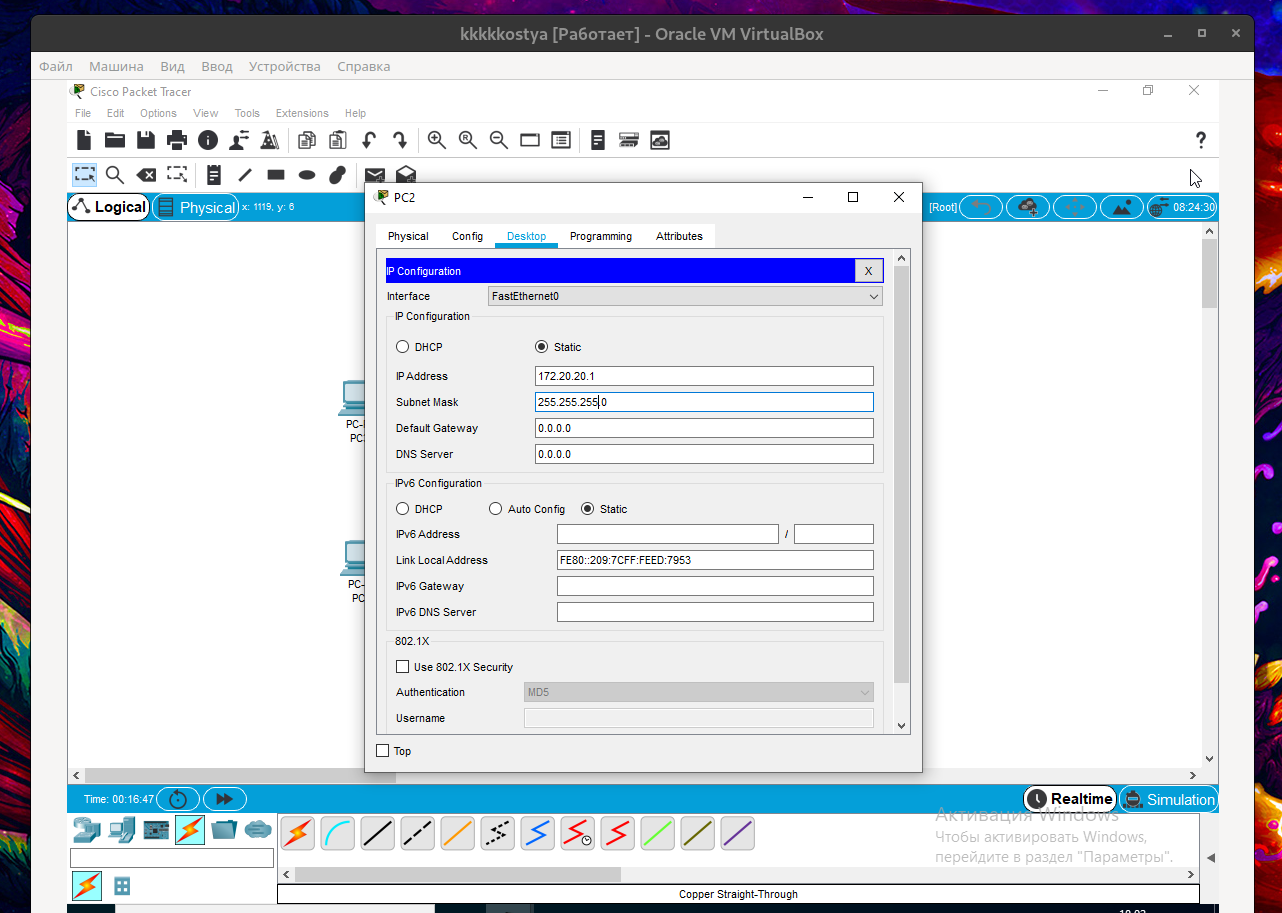 kkkkkostya [Работает] - Oracle VM VirtualBox
Файл Машина Вид Ввод Устройства Справка
Cisco Packet Tracer
File Edit Options View Tools Extensions Help
Logical Physical x: 1119, y: 6 [Root] 08:24:30
PC2
Physical Config Desktop Programming Attributes
IP Configuration X
Interface FastEthernet0
IP Configuration
DHCP Static
IP Address 172.20.20.1
Subnet Mask 255.255.255.0
Default Gateway 0.0.0.0
DNS Server 0.0.0.0
IPv6 Configuration
DHCP Auto Config Static
IPv6 Address /
Link Local Address FE80::209:7CFF:FEED:7953
IPv6 Gateway
IPv6 DNS Server
802.1X
Use 802.1X Security
Authentication MD5
Username
Top
Time: 00:16:47 Realtime Simulation
Активация Windows
Чтобы активировать Windows,
перейдите в раздел "Параметры".
Copper Straight-Through